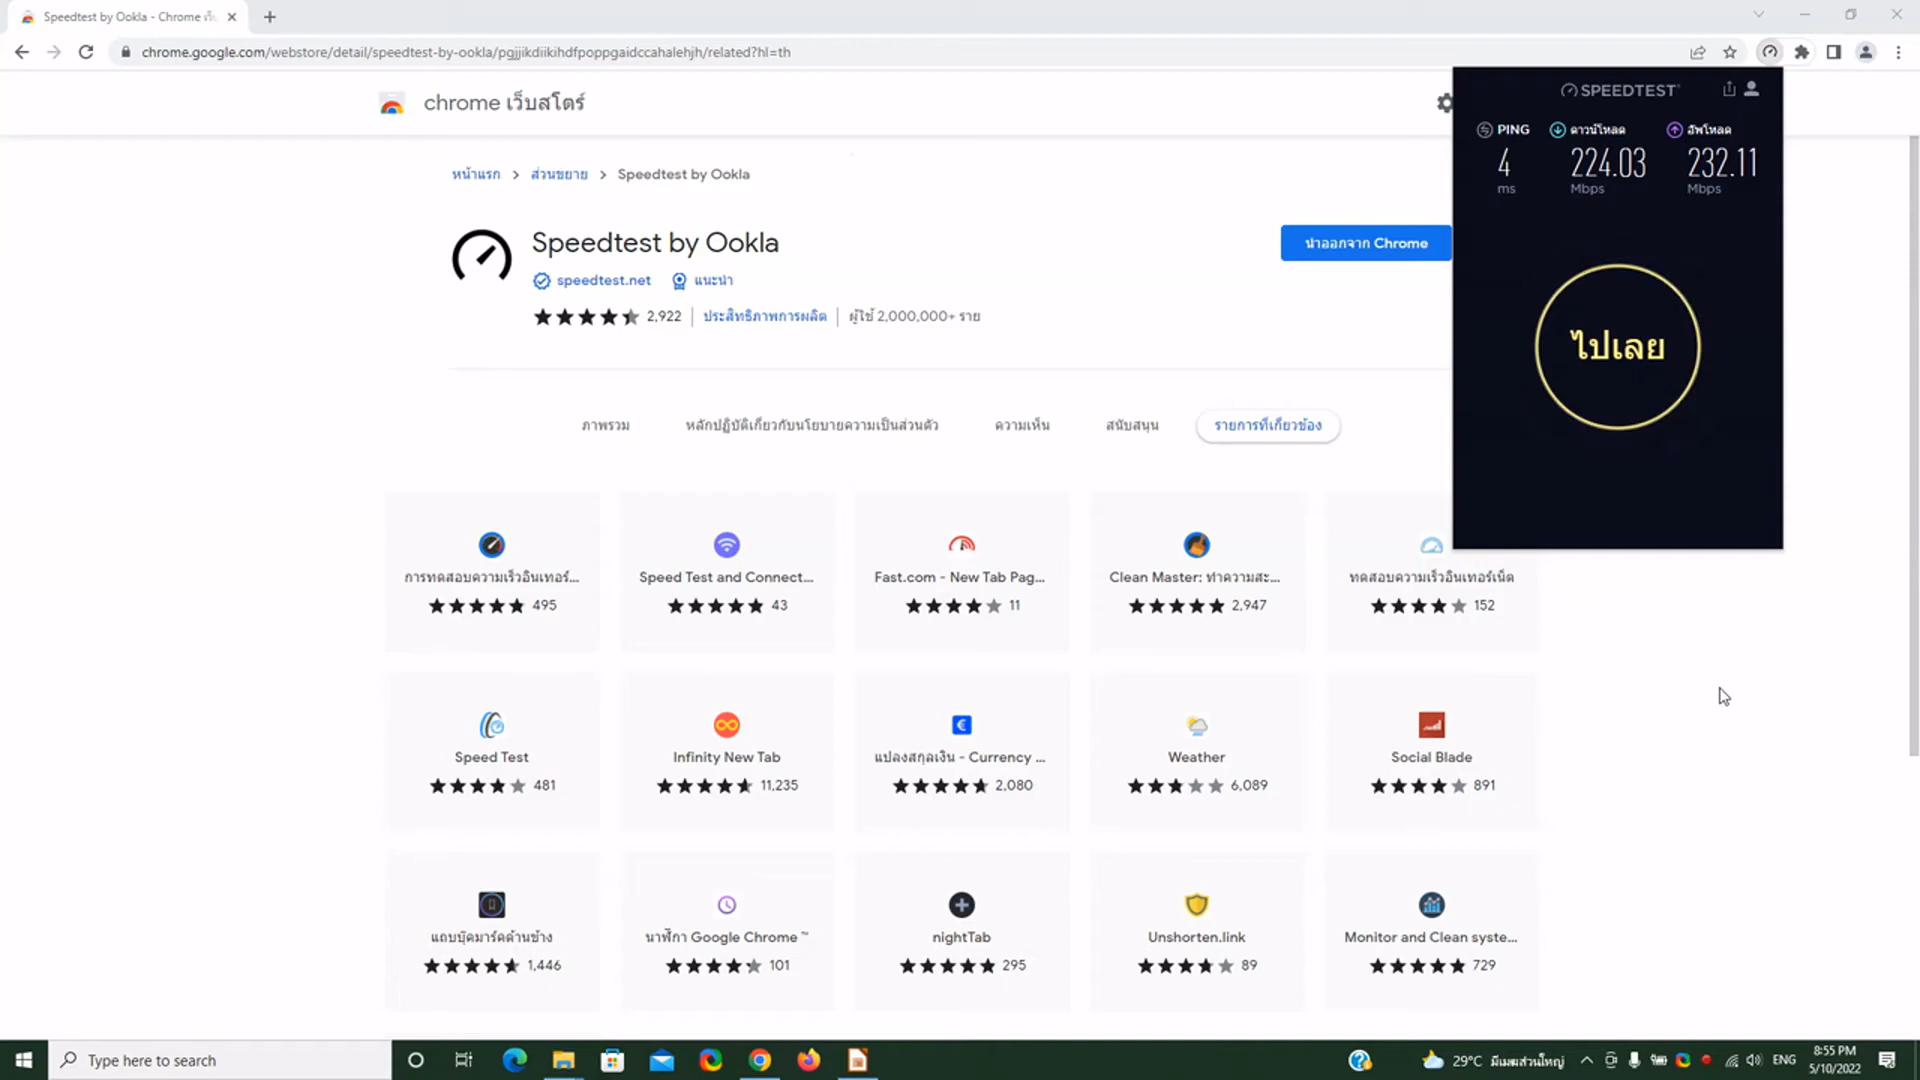 Speedtest by Ookla - Chrome เว็บ
chrome.google.com/webstore/detail/speedtest-by-ookla/pgjjikdiikihdfpoppgaidccahalehjh/related?hl=th
chrome เว็บสโตร์
SPEEDTEST
PING ดาวน์โหลด อัพโหลด
4 224.03 232.11
ms Mbps Mbps
ไปเลย
หน้าแรก > ส่วนขยาย > Speedtest by Ookla
Speedtest by Ookla
นำออกจาก Chrome
speedtest.net แนะนำ
2,922 ประสิทธิภาพการผลิต ผู้ใช้ 2,000,000+ ราย
ภาพรวม หลักปฏิบัติเกี่ยวกับนโยบายความเป็นส่วนตัว ความเห็น สนับสนุน รายการที่เกี่ยวข้อง
การทดสอบความเร็วอินเทอร์... Speed Test and Connect... Fast.com - New Tab Pag... Clean Master: ทำความสะ... ทดสอบความเร็วอินเทอร์เน็ต
495 43 11 2,947 152
Speed Test Infinity New Tab แปลงสกุลเงิน - Currency ... Weather Social Blade
481 11,235 2,080 6,089 891
แถบบุ๊คมาร์คด้านข้าง นาฬิกา Google Chrome ™ nightTab Unshorten.link Monitor and Clean syste...
1,446 101 295 89 729
Type here to search
29°C มีเมฆส่วนใหญ่ ENG 8:55 PM
5/10/2022